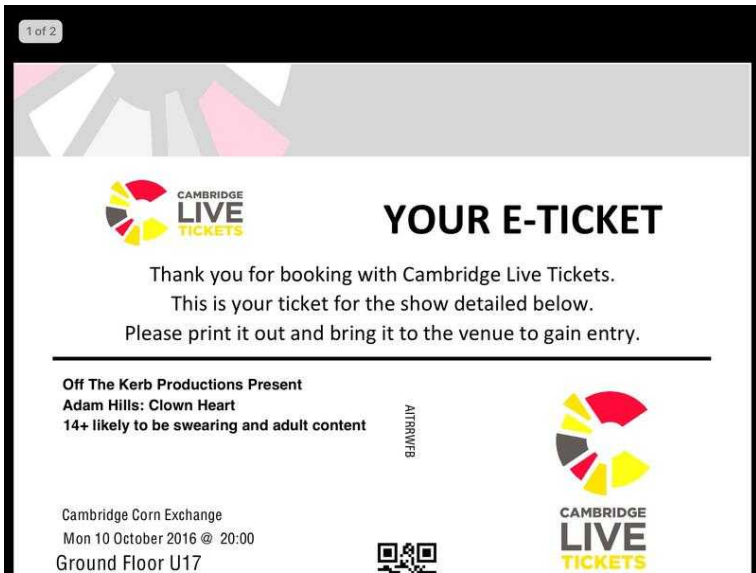 1 of 2
CAMBRIDGE
LIVE
TICKETS
YOUR E-TICKET
Thank you for booking with Cambridge Live Tickets.
This is your ticket for the show detailed below.
Please print it out and bring it to the venue to gain entry.
Off The Kerb Productions Present
Adam Hills: Clown Heart
14+ likely to be swearing and adult content
AITRRWFB
Cambridge Corn Exchange
Mon 10 October 2016 @ 20:00
Ground Floor U17
CAMBRIDGE
LIVE
TICKETS